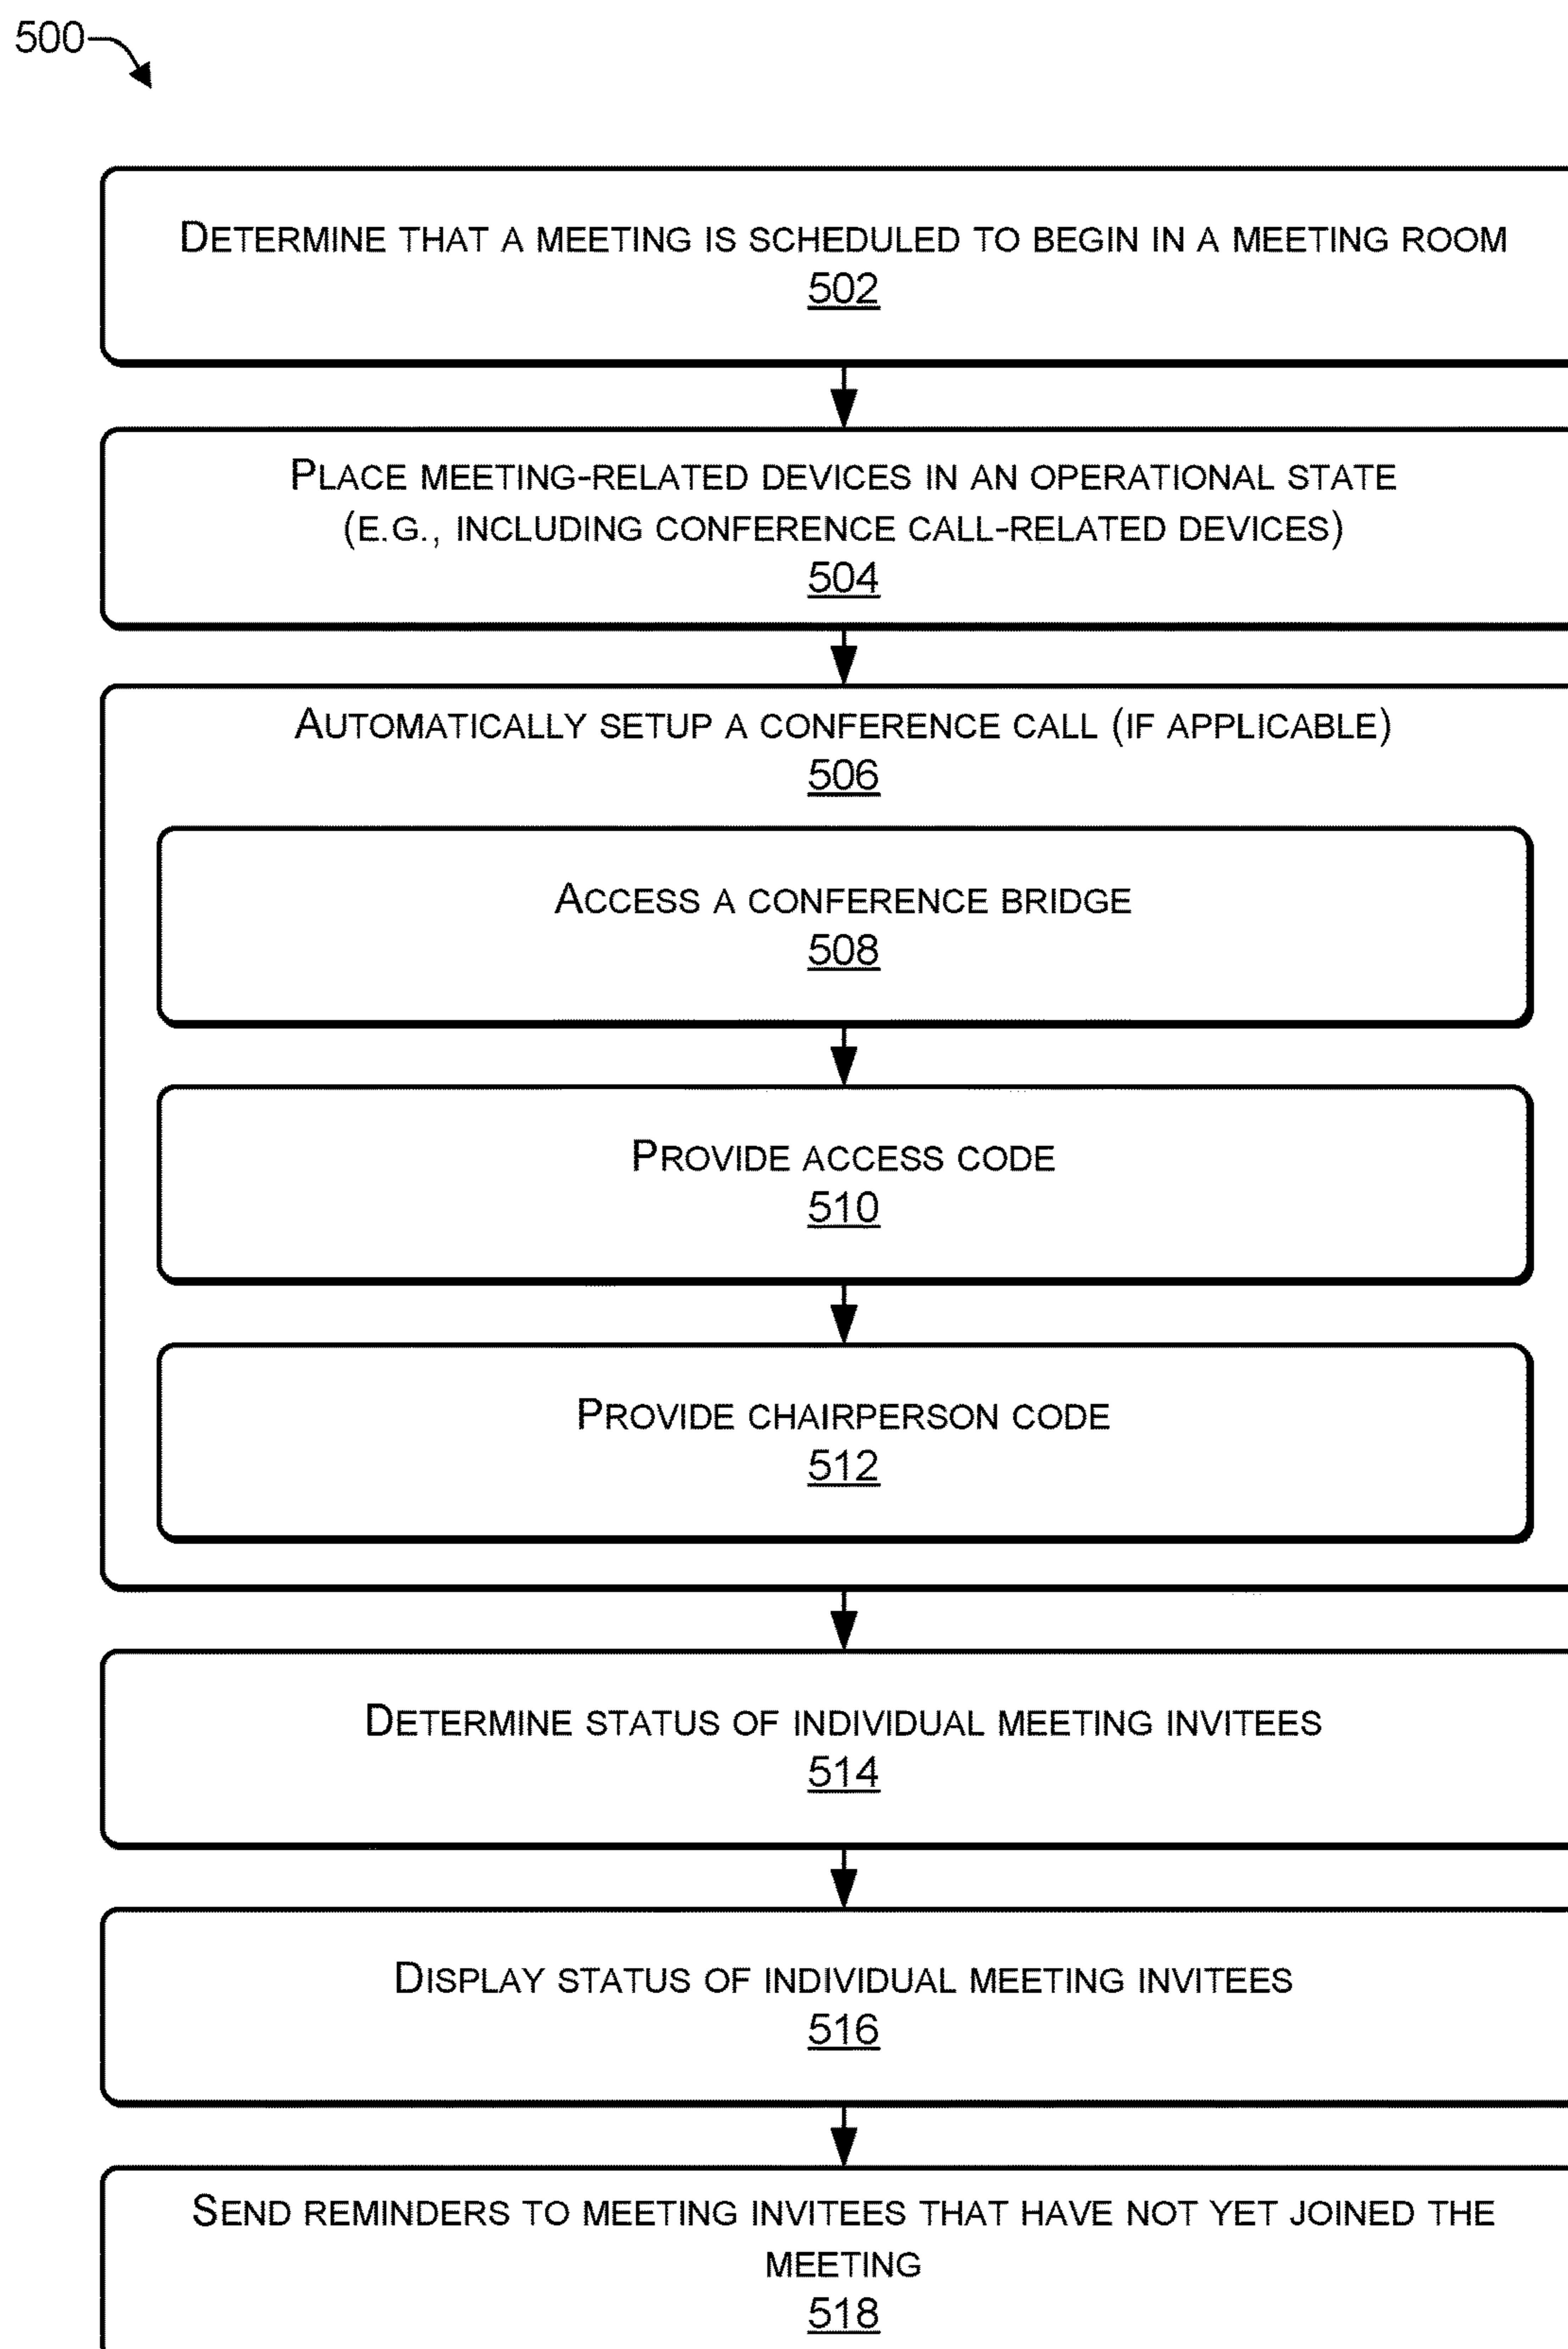 500
DETERMINE THAT A MEETING IS SCHEDULED TO BEGIN IN A MEETING ROOM
502
PLACE MEETING-RELATED DEVICES IN AN OPERATIONAL STATE
(E.G., INCLUDING CONFERENCE CALL-RELATED DEVICES)
504
AUTOMATICALLY SETUP A CONFERENCE CALL (IF APPLICABLE)
506
ACCESS A CONFERENCE BRIDGE
508
PROVIDE ACCESS CODE
510
PROVIDE CHAIRPERSON CODE
512
DETERMINE STATUS OF INDIVIDUAL MEETING INVITEES
514
DISPLAY STATUS OF INDIVIDUAL MEETING INVITEES
516
SEND REMINDERS TO MEETING INVITEES THAT HAVE NOT YET JOINED THE
MEETING
518